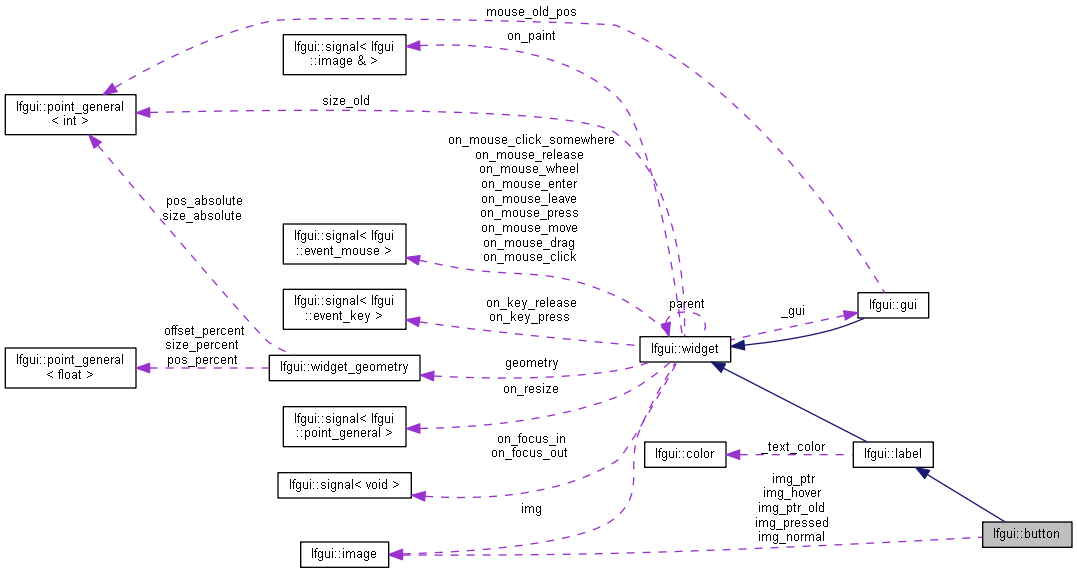 mouse_old_pos
on_paint
lfgui::signal< lfgui
::image & >
lfgui::point_general
< int >
size_old
on_mouse_click_somewhere
on_mouse_release
on_mouse_wheel
on_mouse_enter
on_mouse_leave
on_mouse_press
on_mouse_move
on_mouse_drag
on_mouse_click
pos_absolute
size_absolute
lfgui::signal< lfgui
::event_mouse >
lfgui::signal< lfgui
::event_key >
on_key_release
on_key_press
parent
_gui
lfgui::gui
lfgui::widget
offset_percent
size_percent
pos_percent
lfgui::point_general
< float >
lfgui::widget_geometry
geometry
on_resize
lfgui::signal< lfgui
::point_general >
on_focus_in
on_focus_out
lfgui::color
_text_color
lfgui::label
lfgui::signal< void >
img
img_ptr
img_hover
img_ptr_old
img_pressed
img_normal
lfgui::button
lfgui::image